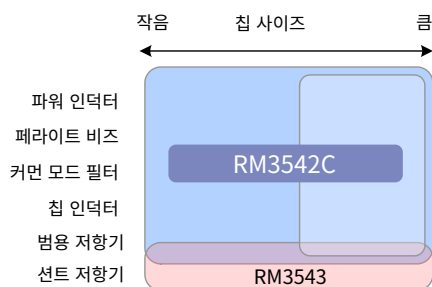 작음 칩 사이즈 큼
파워 인덕터
페라이트 비즈
커먼 모드 필터
칩 인덕터
범용 저항기
션트 저항기
RM3542C
RM3543